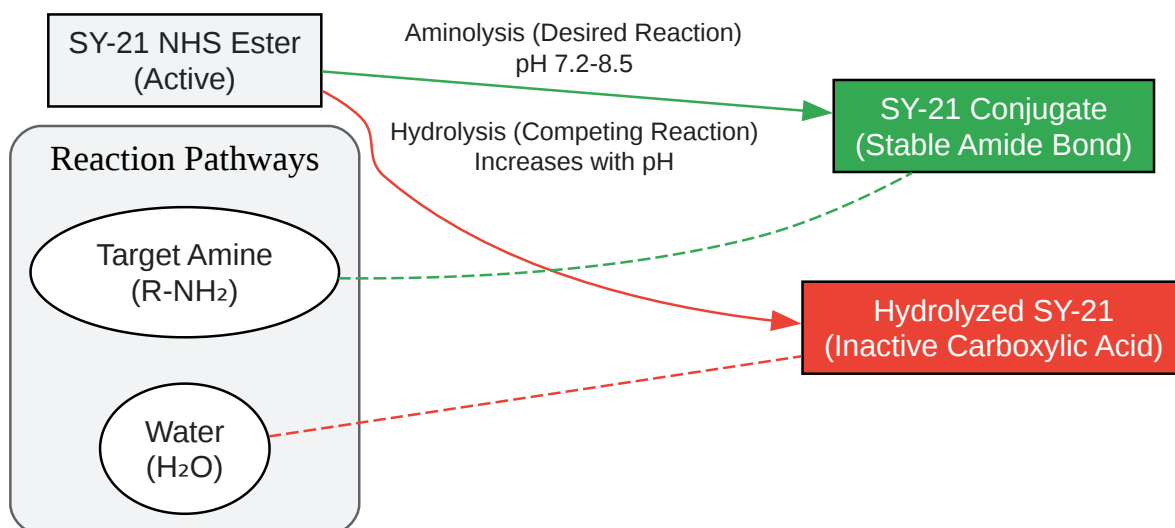 SY-21 NHS Ester
(Active)
Aminolysis (Desired Reaction)
pH 7.2-8.5
SY-21 Conjugate
(Stable Amide Bond)
Hydrolysis (Competing Reaction)
Increases with pH
Reaction Pathways
Target Amine
(R-NH₂)
Hydrolyzed SY-21
(Inactive Carboxylic Acid)
Water
(H₂O)